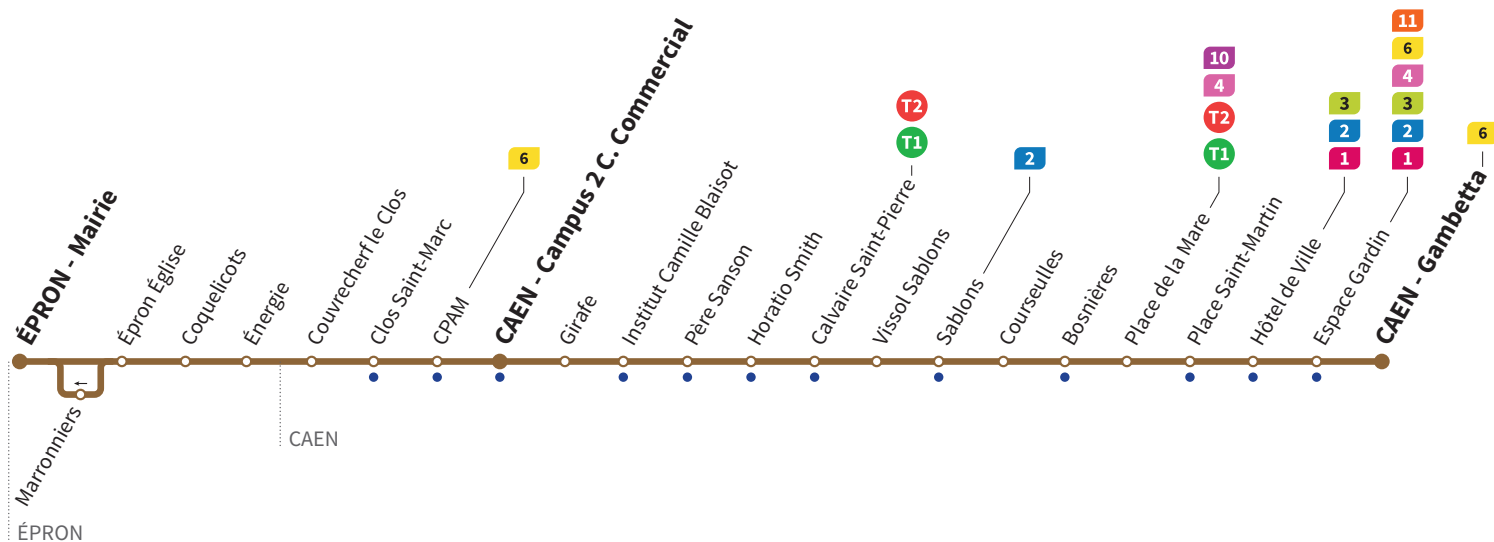 ÉPRON - Mairie
Marronniers
Épron Église
Coquelicots
Énergie
Couvrecherf le Clos
Clos Saint-Marc
CPAM
6
CAEN - Campus 2 C. Commercial
Girafe
Institut Camille Blaisot
Père Sanson
Horatio Smith
Calvaire Saint-Pierre
T2
T1
Vissol Sablons
Sablons
2
Courseulles
Bosnières
Place de la Mare
10
4
T2
T1
Place Saint-Martin
Hôtel de Ville
3
2
1
Espace Gardin
11
6
4
3
2
1
CAEN - Gambetta
6
ÉPRON
CAEN